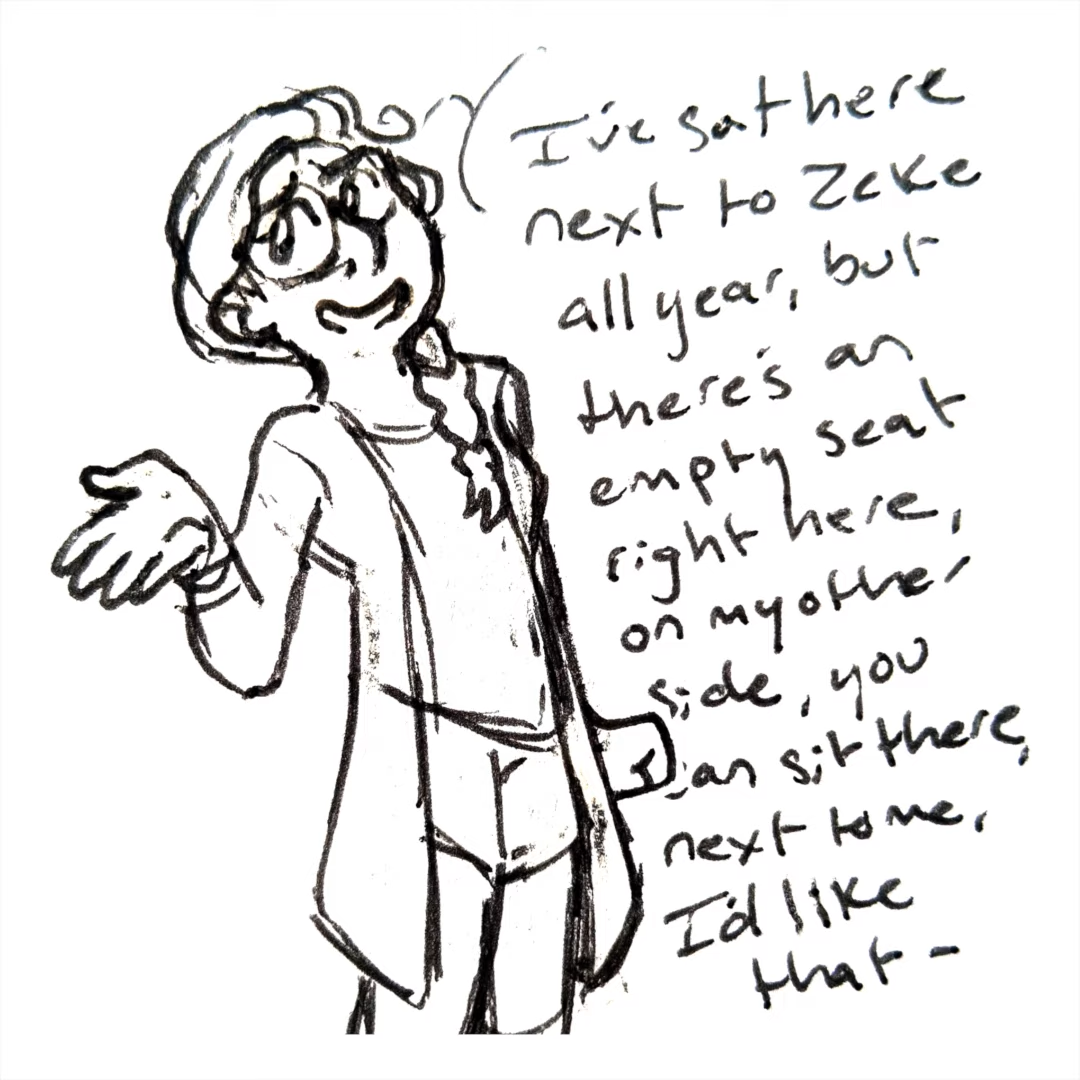 I've sat here
next to Zeke
all year, but
there's an
empty seat
right here,
on my other
side, you
can sit there,
next to me,
I'd like
that -